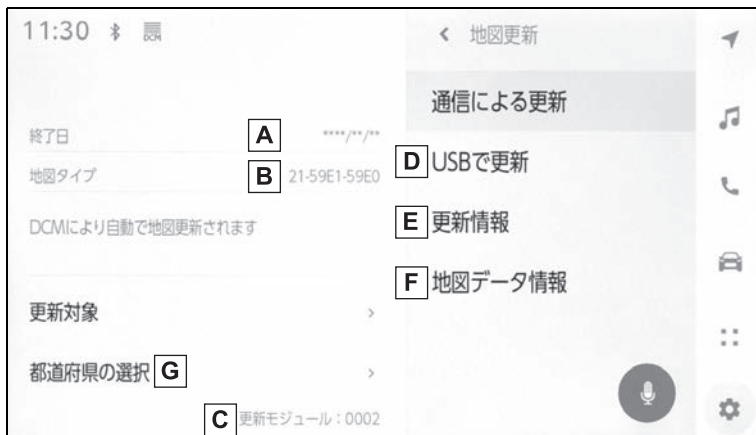 11:30 DCM
終了日 A ****/**/**
地図タイプ B 21-59E1-59E0
DCMにより自動で地図更新されます
更新対象 >
都道府県の選択 G >
C 更新モジュール：0002
< 地図更新
通信による更新
D USBで更新
E 更新情報
F 地図データ情報